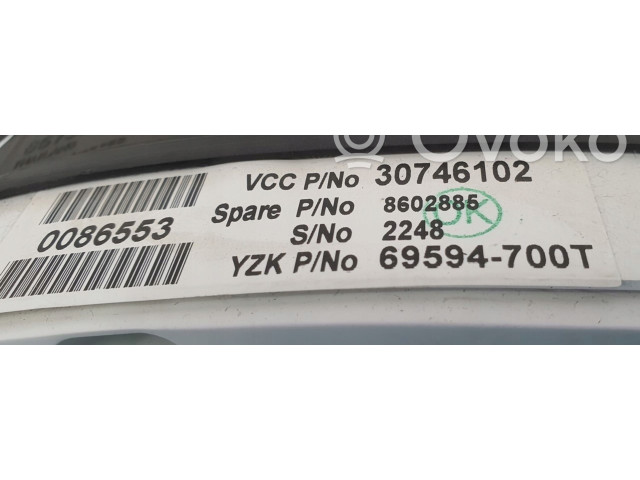 Ovoko
VCC P/No 30746102
Spare P/No 8602885
OK
0086553
S/No 2248
YZK P/No 69594-700T